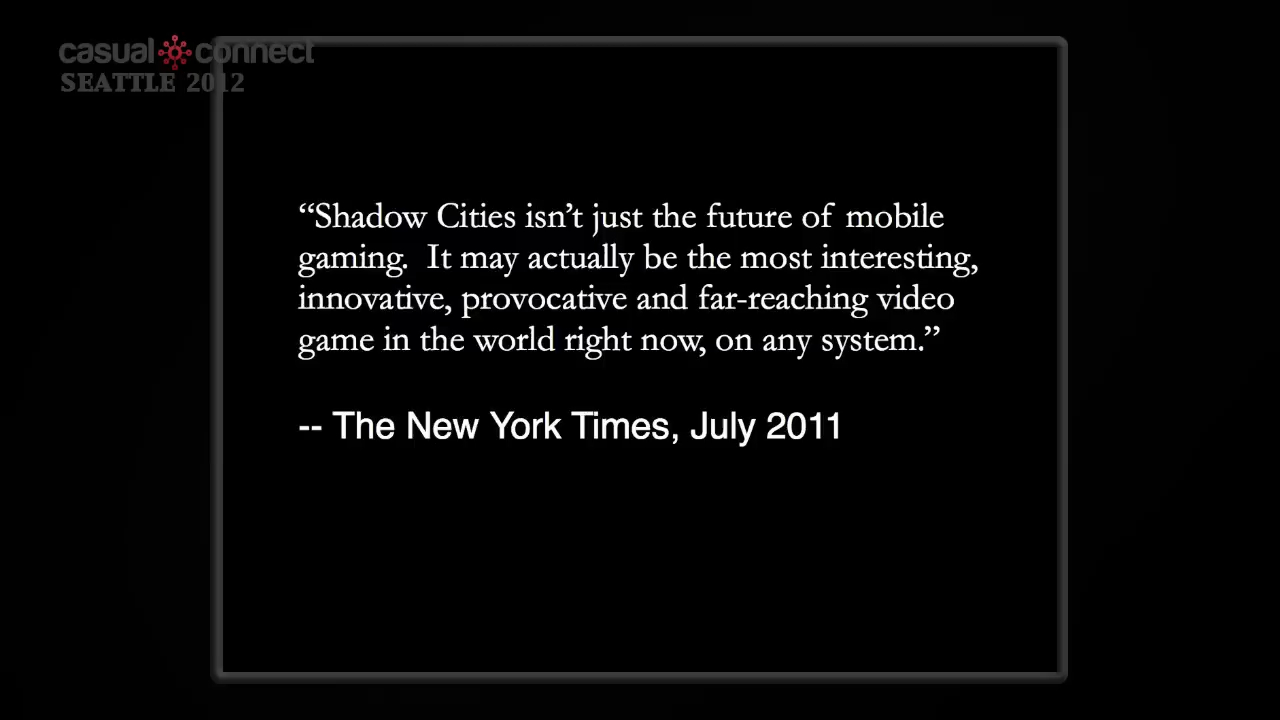 casual connect
SEATTLE 2012
“Shadow Cities isn’t just the future of mobile
gaming.  It may actually be the most interesting,
innovative, provocative and far-reaching video
game in the world right now, on any system.”
-- The New York Times, July 2011